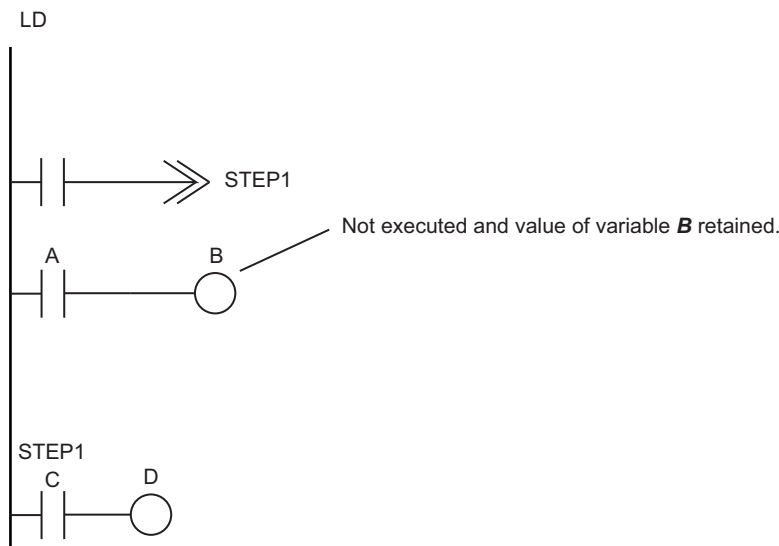 LD
STEP1
Not executed and value of variable B retained.
A
B
STEP1
C
D